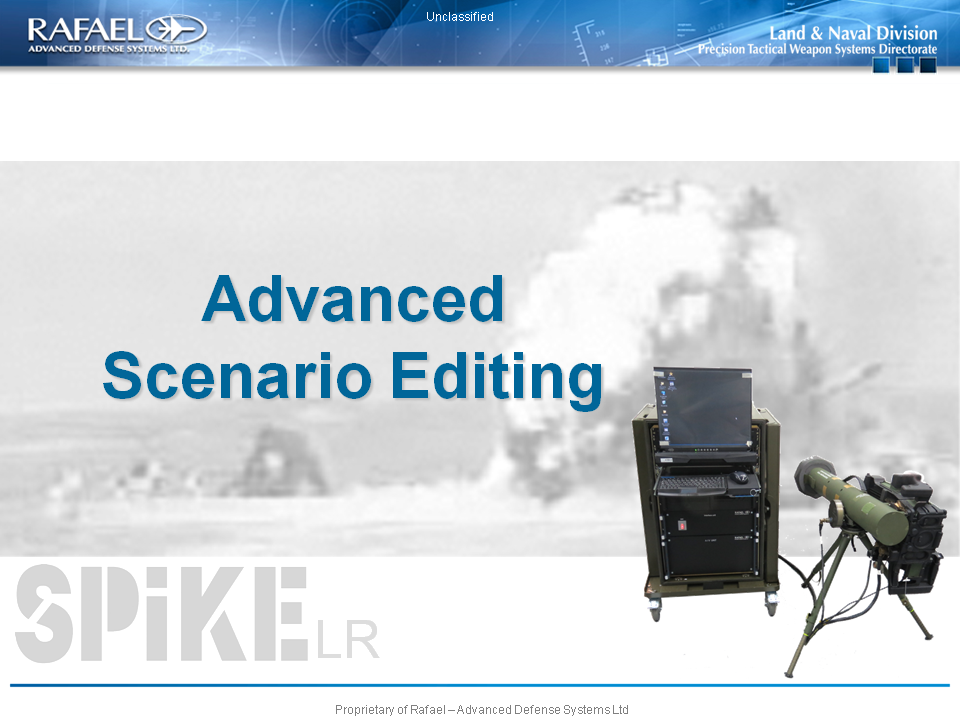 Unclassified
RAFAEL
ADVANCED DEFENSE SYSTEMS LTD.
Land & Naval Division
Precision Tactical Weapon Systems Directorate
Advanced
Scenario Editing
SPiKE LR
Proprietary of Rafael – Advanced Defense Systems Ltd